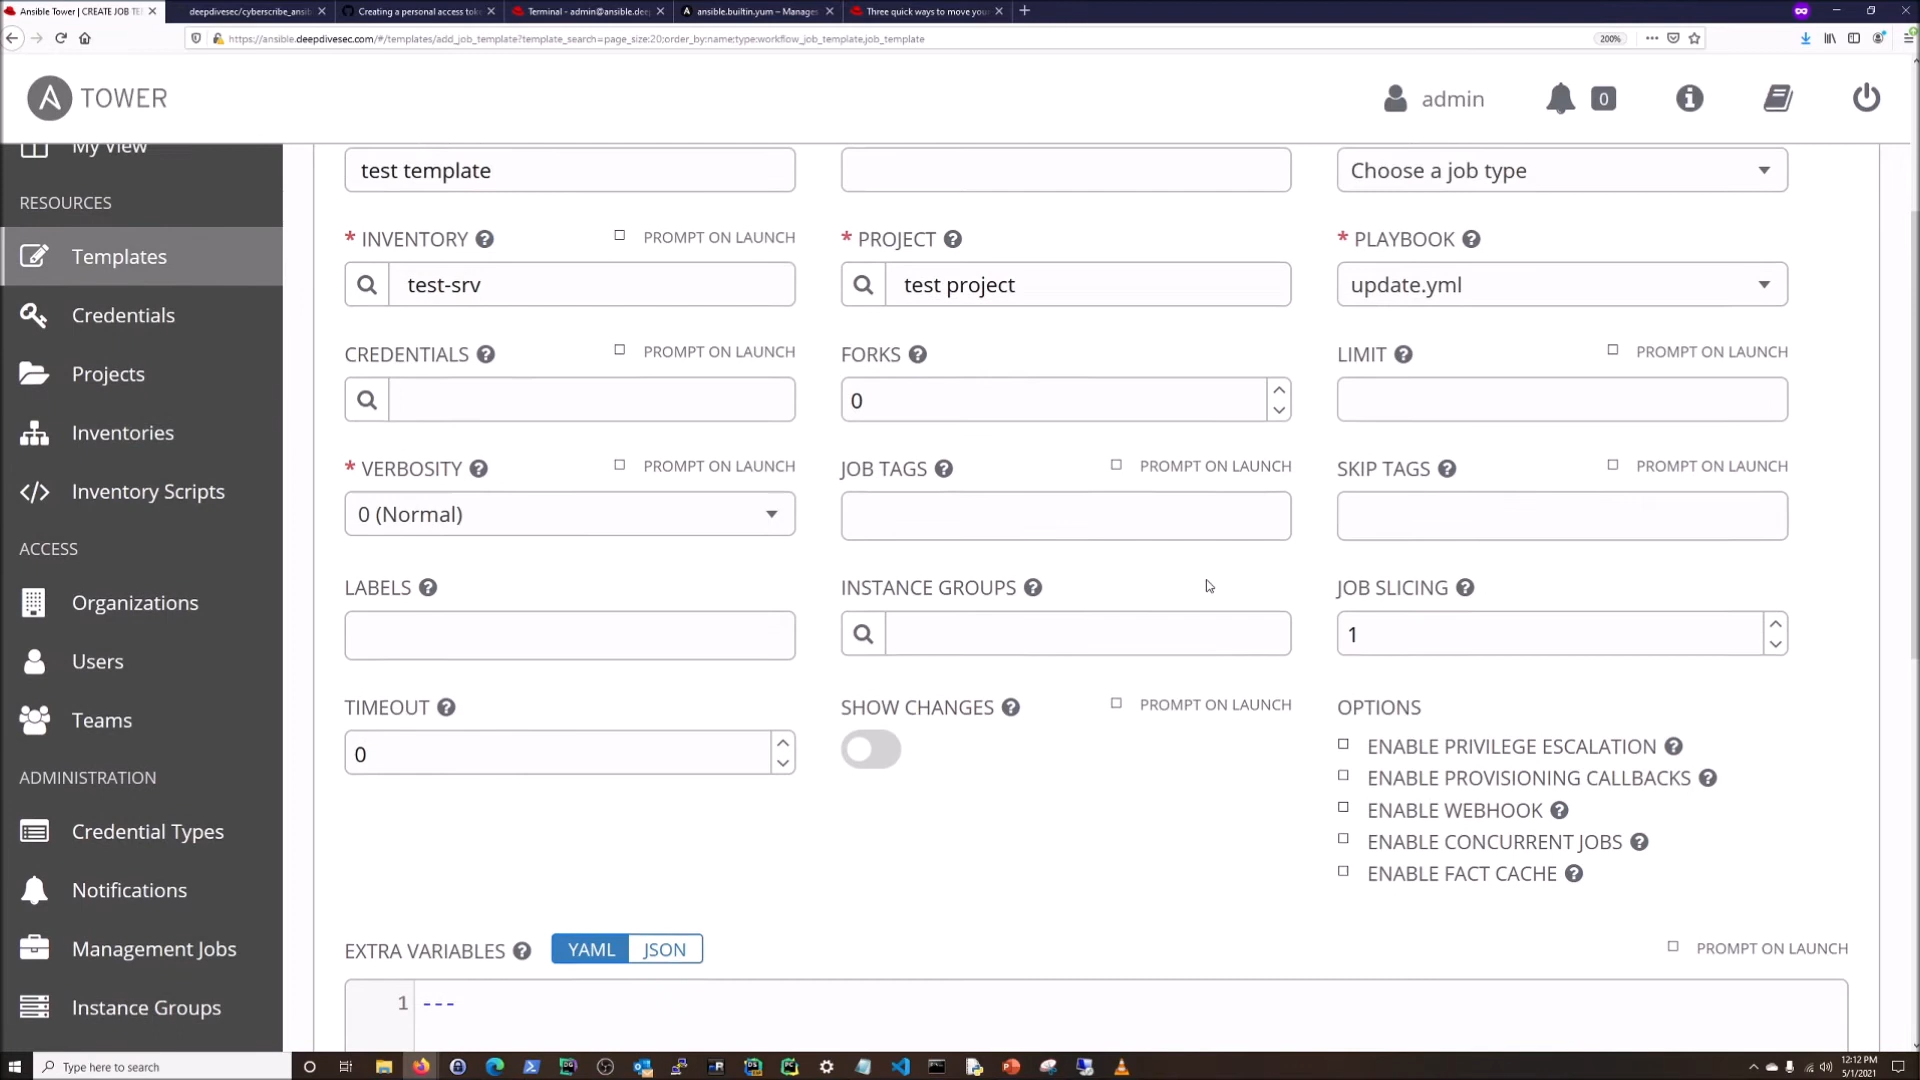 Ansible Tower | CREATE JOB TE
deepdivesec/cyberscribe_ansib
Creating a personal access tok
Terminal - admin@ansible.dee
ansible.builtin.yum – Manages
Three quick ways to move you
https://ansible.deepdivesec.com/#/templates/add_job_template?template_search=page_size:20;order_by:name;type:workflow_job_template,job_template
200%
A TOWER
admin
0
My View
RESOURCES
Templates
Credentials
Projects
Inventories
Inventory Scripts
ACCESS
Organizations
Users
Teams
ADMINISTRATION
Credential Types
Notifications
Management Jobs
Instance Groups
test template
Choose a job type
* INVENTORY
PROMPT ON LAUNCH
* PROJECT
* PLAYBOOK
test-srv
test project
update.yml
CREDENTIALS
PROMPT ON LAUNCH
FORKS
LIMIT
PROMPT ON LAUNCH
0
* VERBOSITY
PROMPT ON LAUNCH
JOB TAGS
PROMPT ON LAUNCH
SKIP TAGS
PROMPT ON LAUNCH
0 (Normal)
LABELS
INSTANCE GROUPS
JOB SLICING
1
TIMEOUT
SHOW CHANGES
PROMPT ON LAUNCH
OPTIONS
0
ENABLE PRIVILEGE ESCALATION
ENABLE PROVISIONING CALLBACKS
ENABLE WEBHOOK
ENABLE CONCURRENT JOBS
ENABLE FACT CACHE
EXTRA VARIABLES
YAML
JSON
PROMPT ON LAUNCH
1
---
Type here to search
12:12 PM
5/1/2021